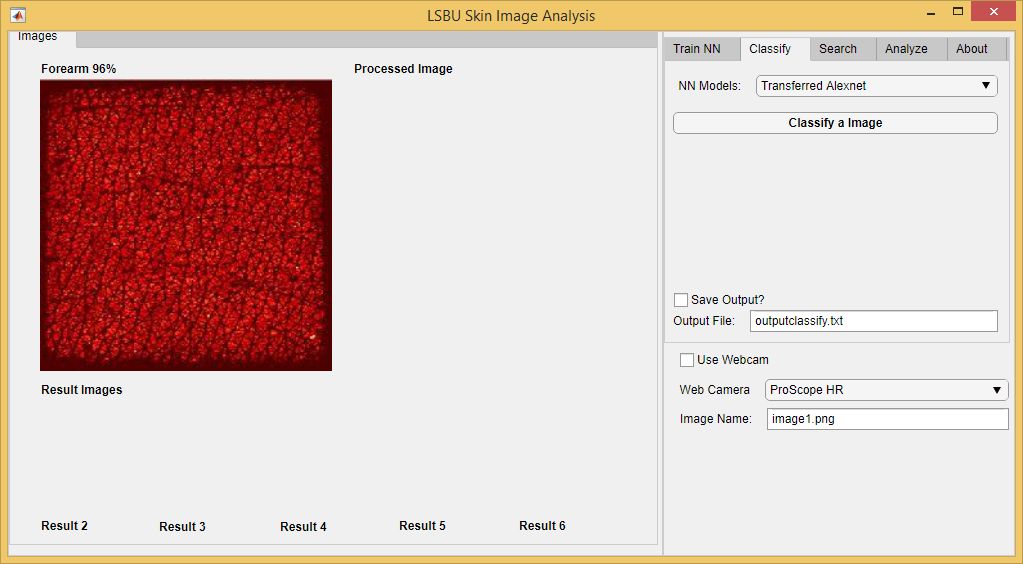 LSBU Skin Image Analysis
Images
Forearm 96%
Processed Image
Result Images
Result 2
Result 3
Result 4
Result 5
Result 6
Train NN
Classify
Search
Analyze
About
NN Models:
Transferred Alexnet
Classify a Image
Save Output?
Output File:
outputclassify.txt
Use Webcam
Web Camera
ProScope HR
Image Name:
image1.png